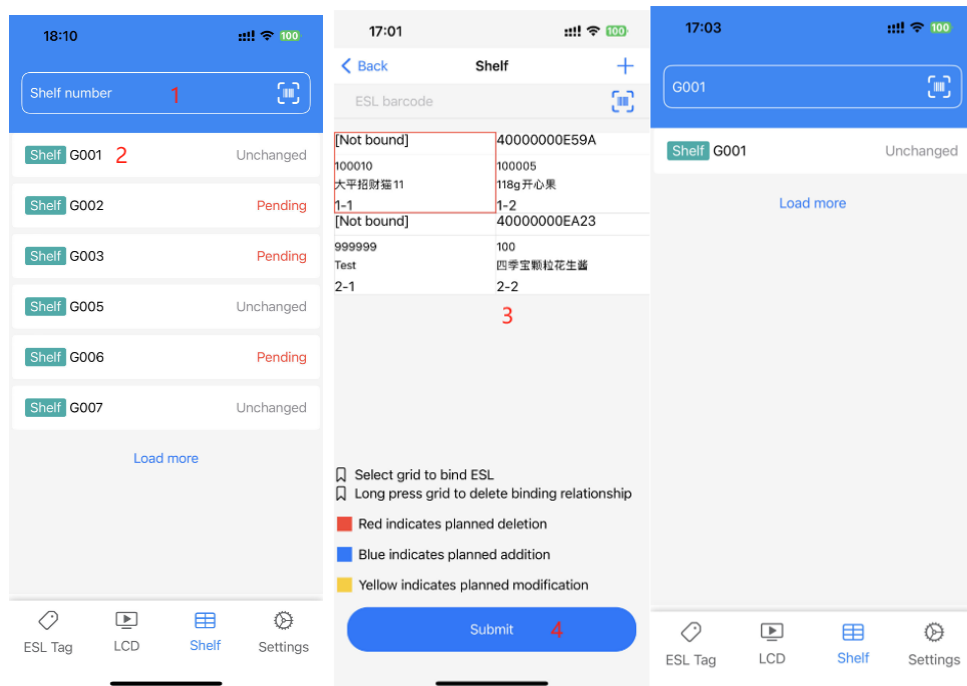 18:10
100
Shelf number
1
Shelf G001 2 Unchanged
Shelf G002 Pending
Shelf G003 Pending
Shelf G005 Unchanged
Shelf G006 Pending
Shelf G007 Unchanged
Load more
ESL Tag LCD Shelf Settings
17:01
100
Back Shelf +
ESL barcode
[Not bound] 40000000E59A
100010 100005
大平招财猫11 118g开心果
1-1 1-2
[Not bound] 40000000EA23
999999 100
Test 四季宝颗粒花生酱
2-1 2-2
3
Select grid to bind ESL
Long press grid to delete binding relationship
Red indicates planned deletion
Blue indicates planned addition
Yellow indicates planned modification
Submit 4
17:03
100
G001
Shelf G001 Unchanged
Load more
ESL Tag LCD Shelf Settings